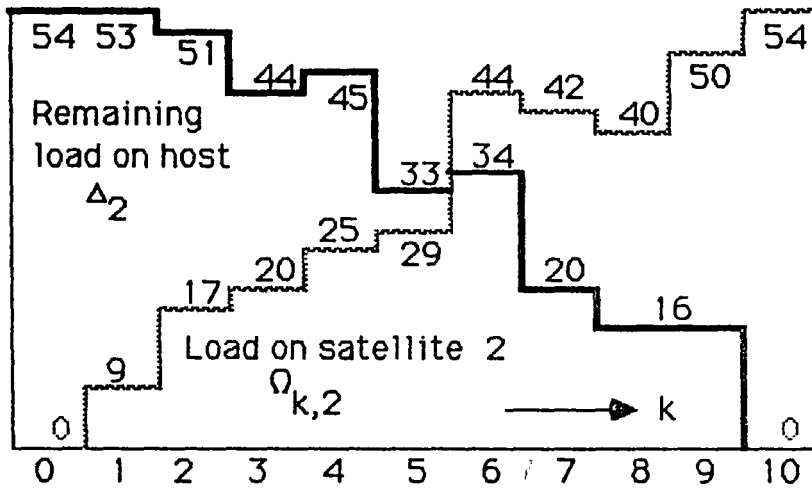 54 53 51 44 45 33 44 34 42 40 50 54
Remaining
load on host
Δ2
9 17 20 25 29 20 16
Load on satellite 2
Ωk,2
k
0 0
0 1 2 3 4 5 6 7 8 9 10